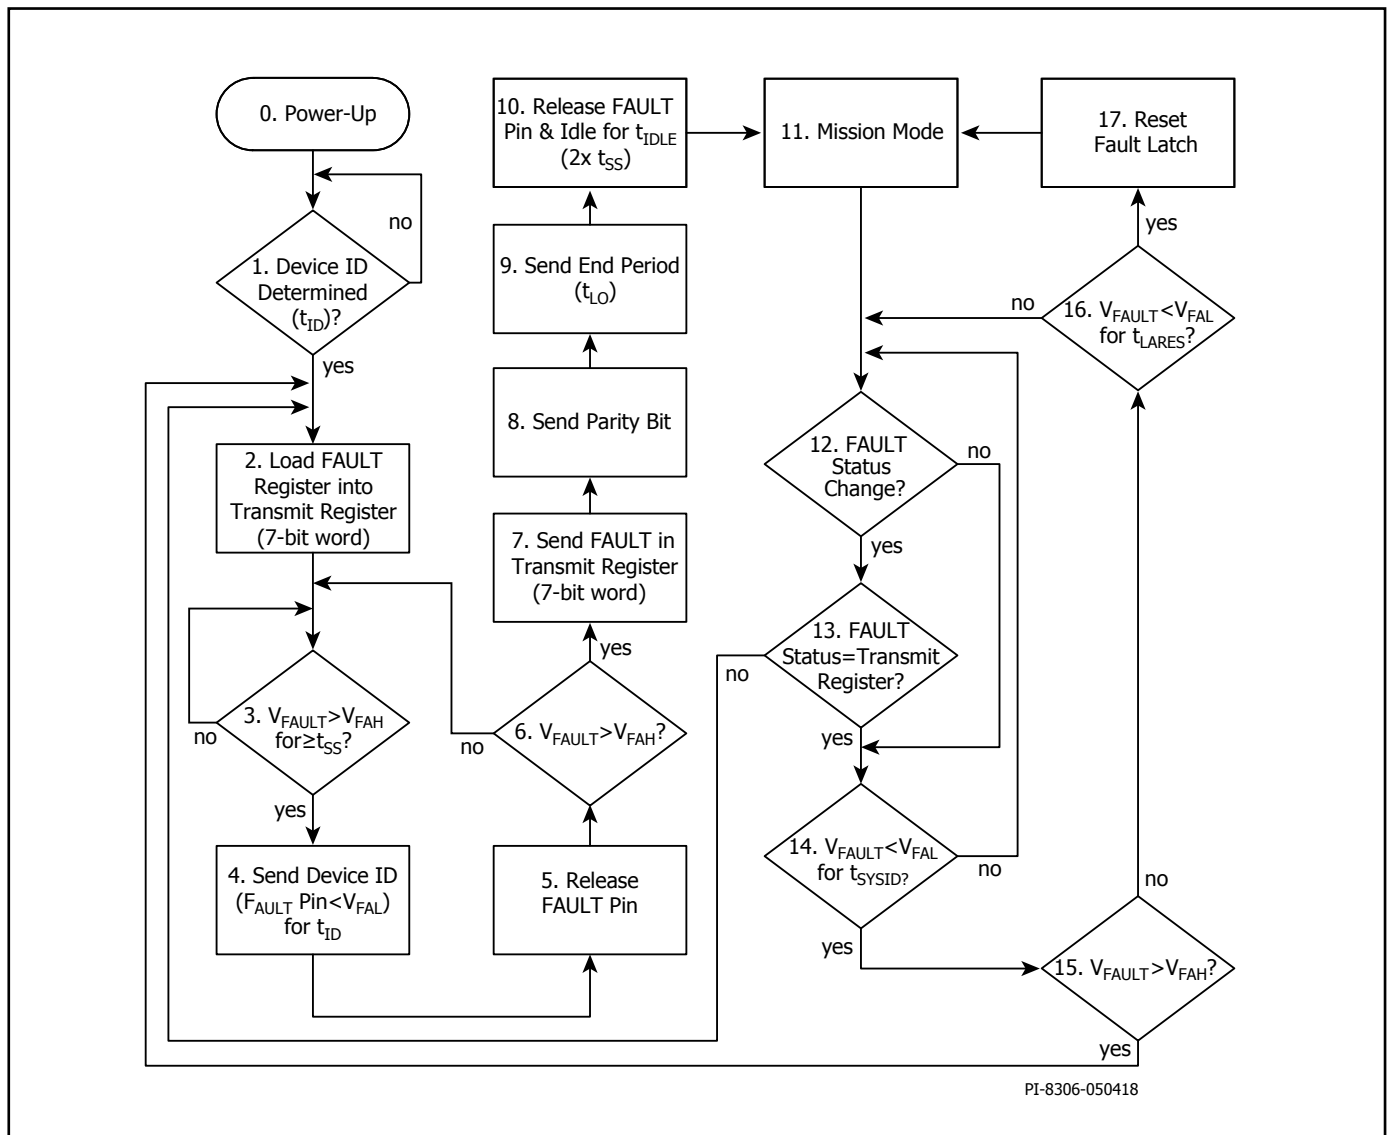 0. Power-Up
no
1. Device ID
Determined
(tID)?
yes
2. Load FAULT
Register into
Transmit Register
(7-bit word)
3. VFAULT>VFAH
for≥tSS?
no
yes
4. Send Device ID
(FAULT Pin<VFAL)
for tID
5. Release
FAULT Pin
6. VFAULT>VFAH?
no
yes
7. Send FAULT in
Transmit Register
(7-bit word)
8. Send Parity Bit
9. Send End Period
(tLO)
10. Release FAULT
Pin & Idle for tIDLE
(2x tSS)
11. Mission Mode
12. FAULT
Status
Change?
no
yes
13. FAULT
Status=Transmit
Register?
no
yes
14. VFAULT<VFAL
for tSYSID?
no
yes
15. VFAULT>VFAH?
no
yes
16. VFAULT<VFAL
for tLARES?
no
yes
17. Reset
Fault Latch
PI-8306-050418